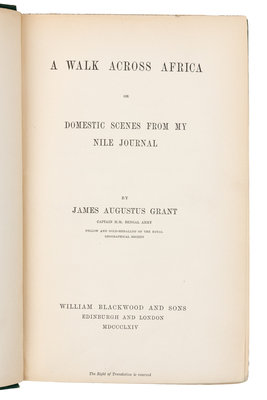 A WALK ACROSS AFRICA
OR
DOMESTIC SCENES FROM MY
NILE JOURNAL
BY
JAMES AUGUSTUS GRANT
CAPTAIN H.M. BENGAL ARMY
FELLOW AND GOLD-MEDALLIST OF THE ROYAL
GEOGRAPHICAL SOCIETY
WILLIAM BLACKWOOD AND SONS
EDINBURGH AND LONDON
MDCCCLXIV
The Right of Translation is reserved